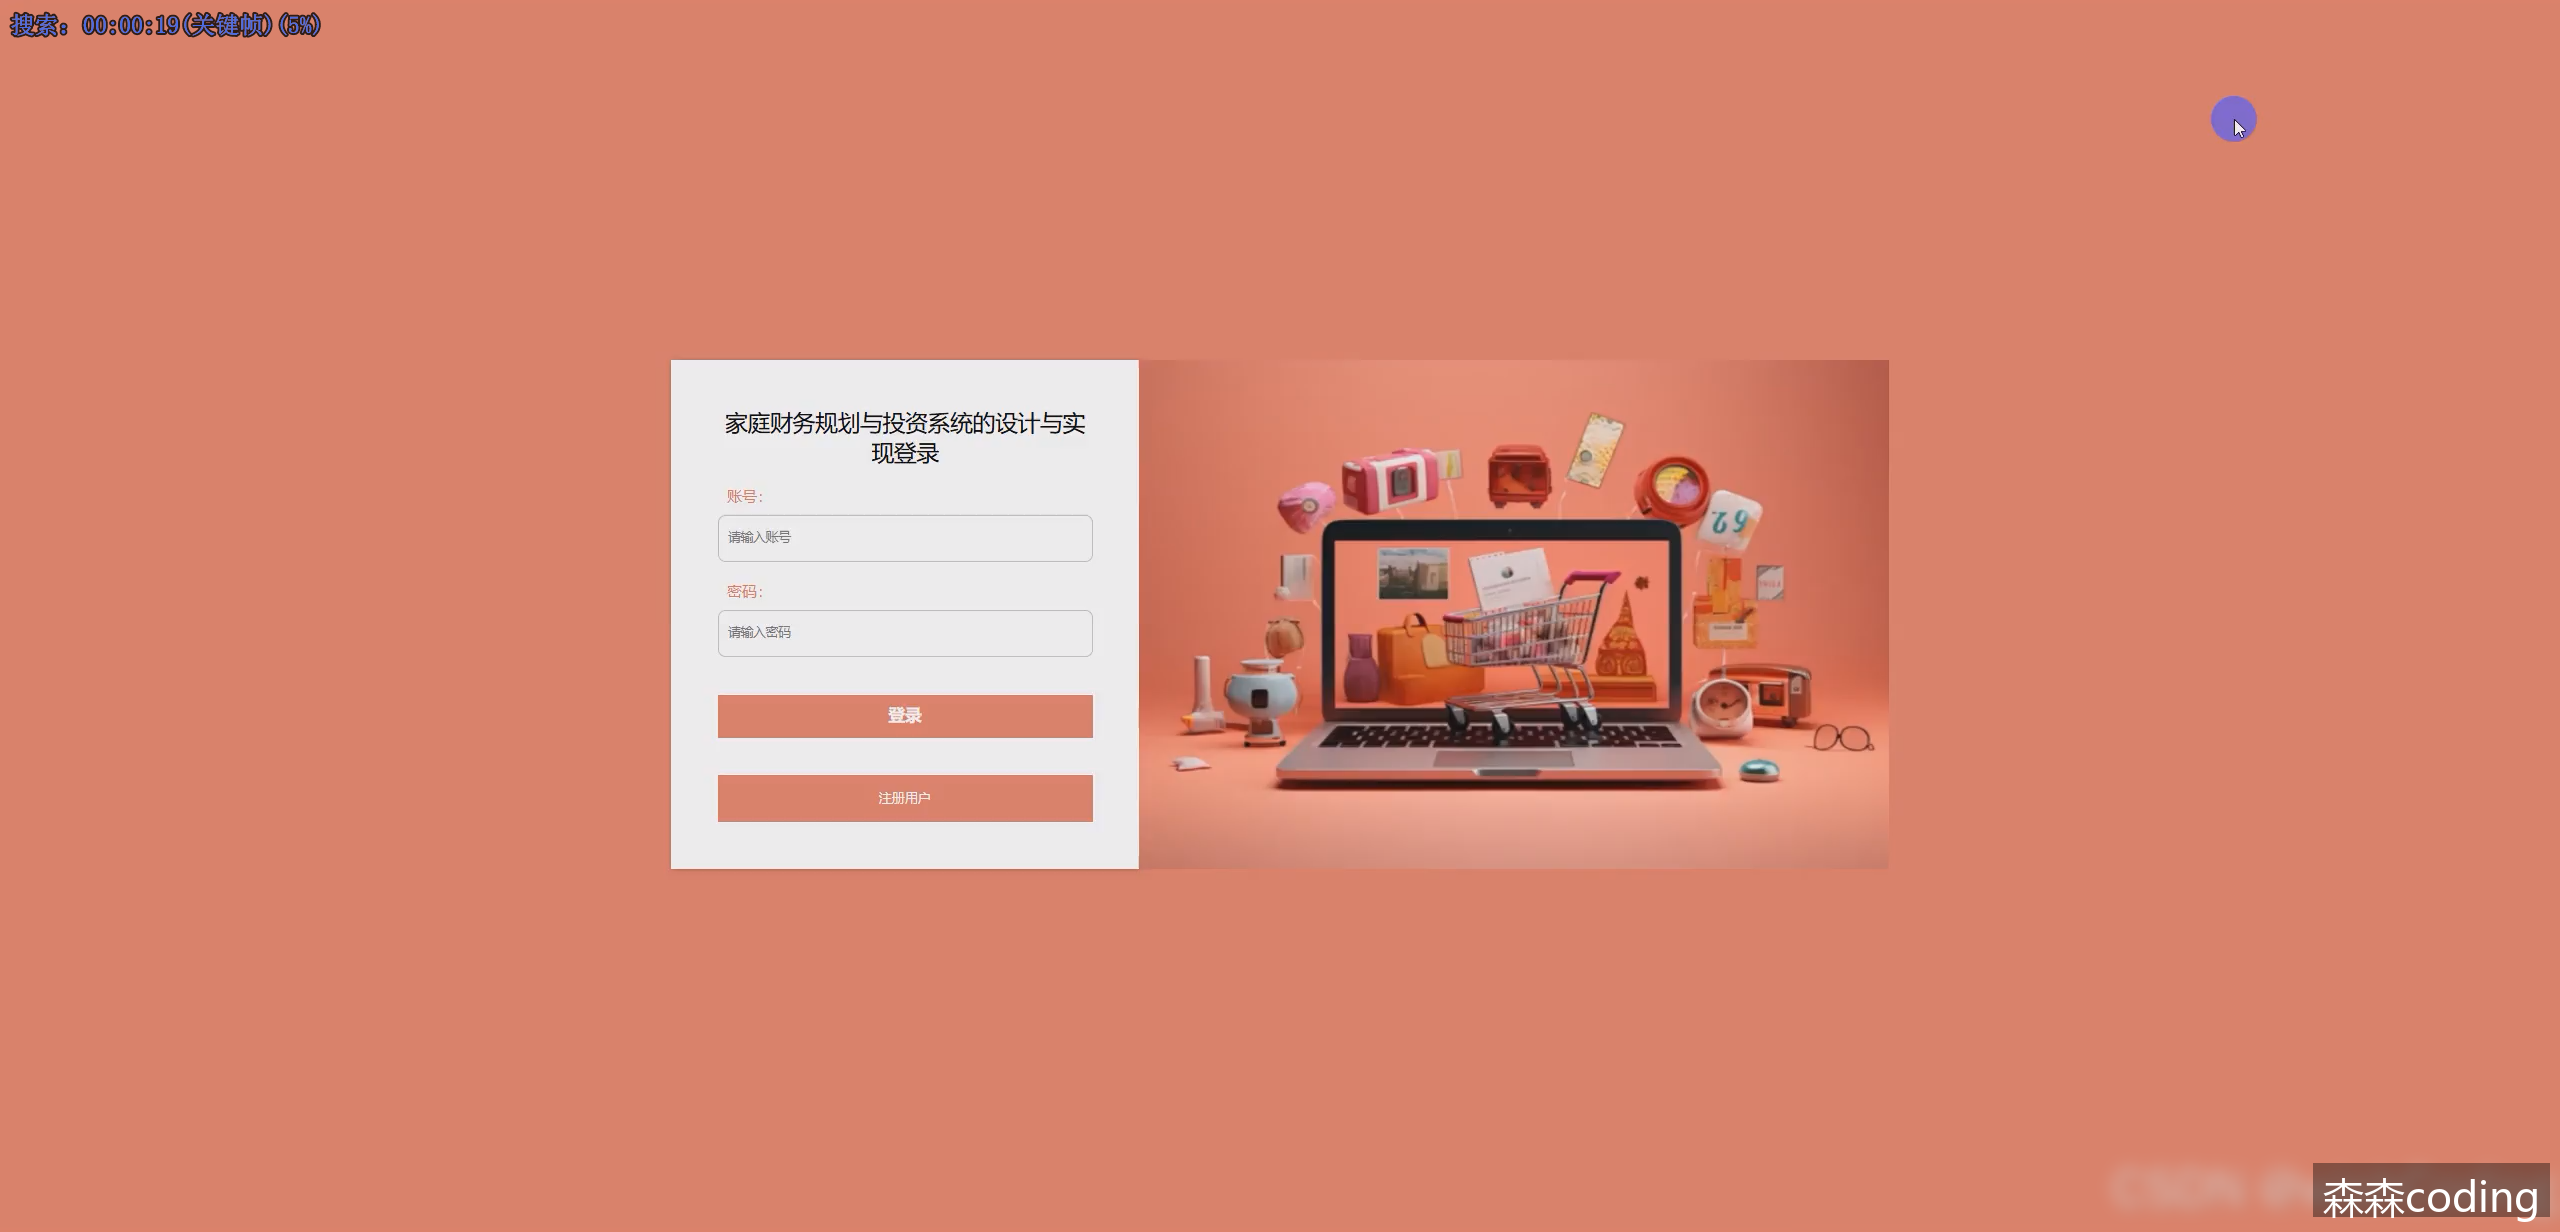 搜索: 00:00:19(关键帧)(5%)
家庭财务规划与投资系统的设计与实
现登录
账号:
请输入账号
密码:
请输入密码
登录
注册用户
森森coding